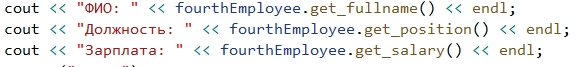 cout << "ФИО: " << fourthEmployee.get_fullname() << endl;
cout << "Должность: " << fourthEmployee.get_position() << endl;
cout << "Зарплата: " << fourthEmployee.get_salary() << endl;